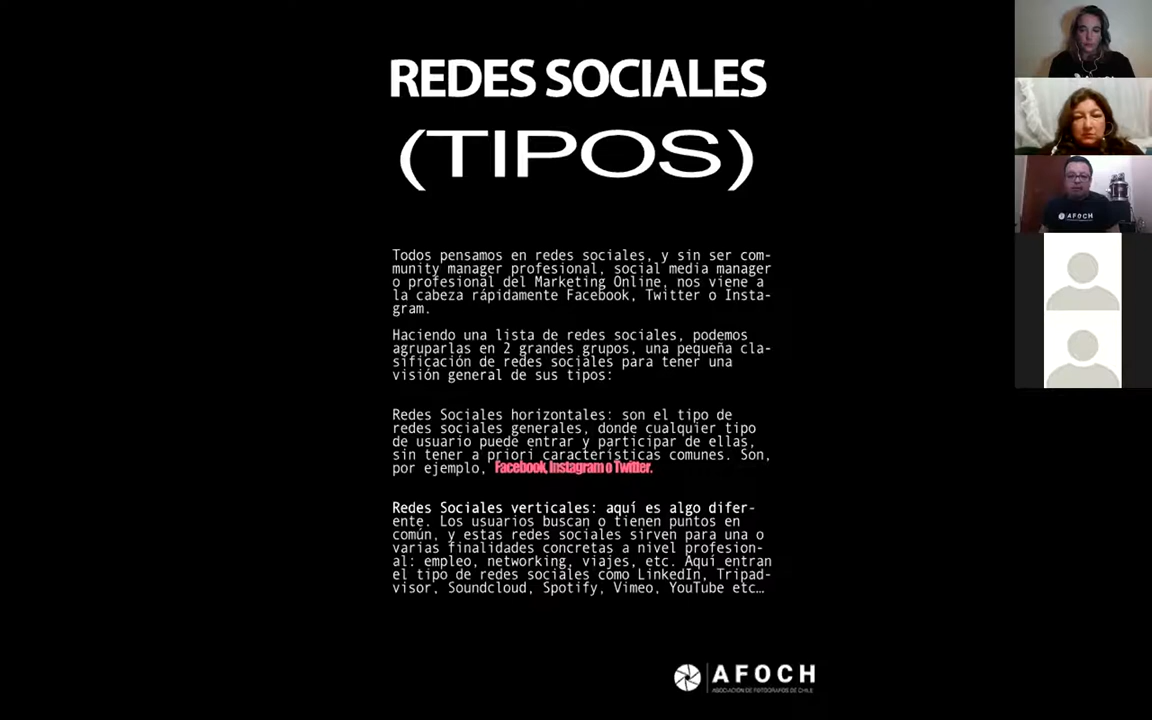 REDES SOCIALES
(TIPOS)
Todos pensamos en redes sociales, y sin ser com-
munity manager profesional, social media manager
o profesional del Marketing Online, nos viene a
la cabeza rápidamente Facebook, Twitter o Insta-
gram.
Haciendo una lista de redes sociales, podemos
agruparlas en 2 grandes grupos, una pequeña cla-
sificación de redes sociales para tener una
visión general de sus tipos:
Redes Sociales horizontales: son el tipo de
redes sociales generales, donde cualquier tipo
de usuario puede entrar y participar de ellas,
sin tener a priori características comunes. Son,
por ejemplo, Facebook, Instagram o Twitter.
Redes Sociales verticales: aquí es algo difer-
ente. Los usuarios buscan o tienen puntos en
común, y estas redes sociales sirven para una o
varias finalidades concretas a nivel profesion-
al: empleo, networking, viajes, etc. Aquí entran
el tipo de redes sociales como LinkedIn, Tripad-
visor, Soundcloud, Spotify, Vimeo, YouTube etc…
AFOCH
ASOCIACIÓN DE FOTÓGRAFOS DE CHILE
AFOCH